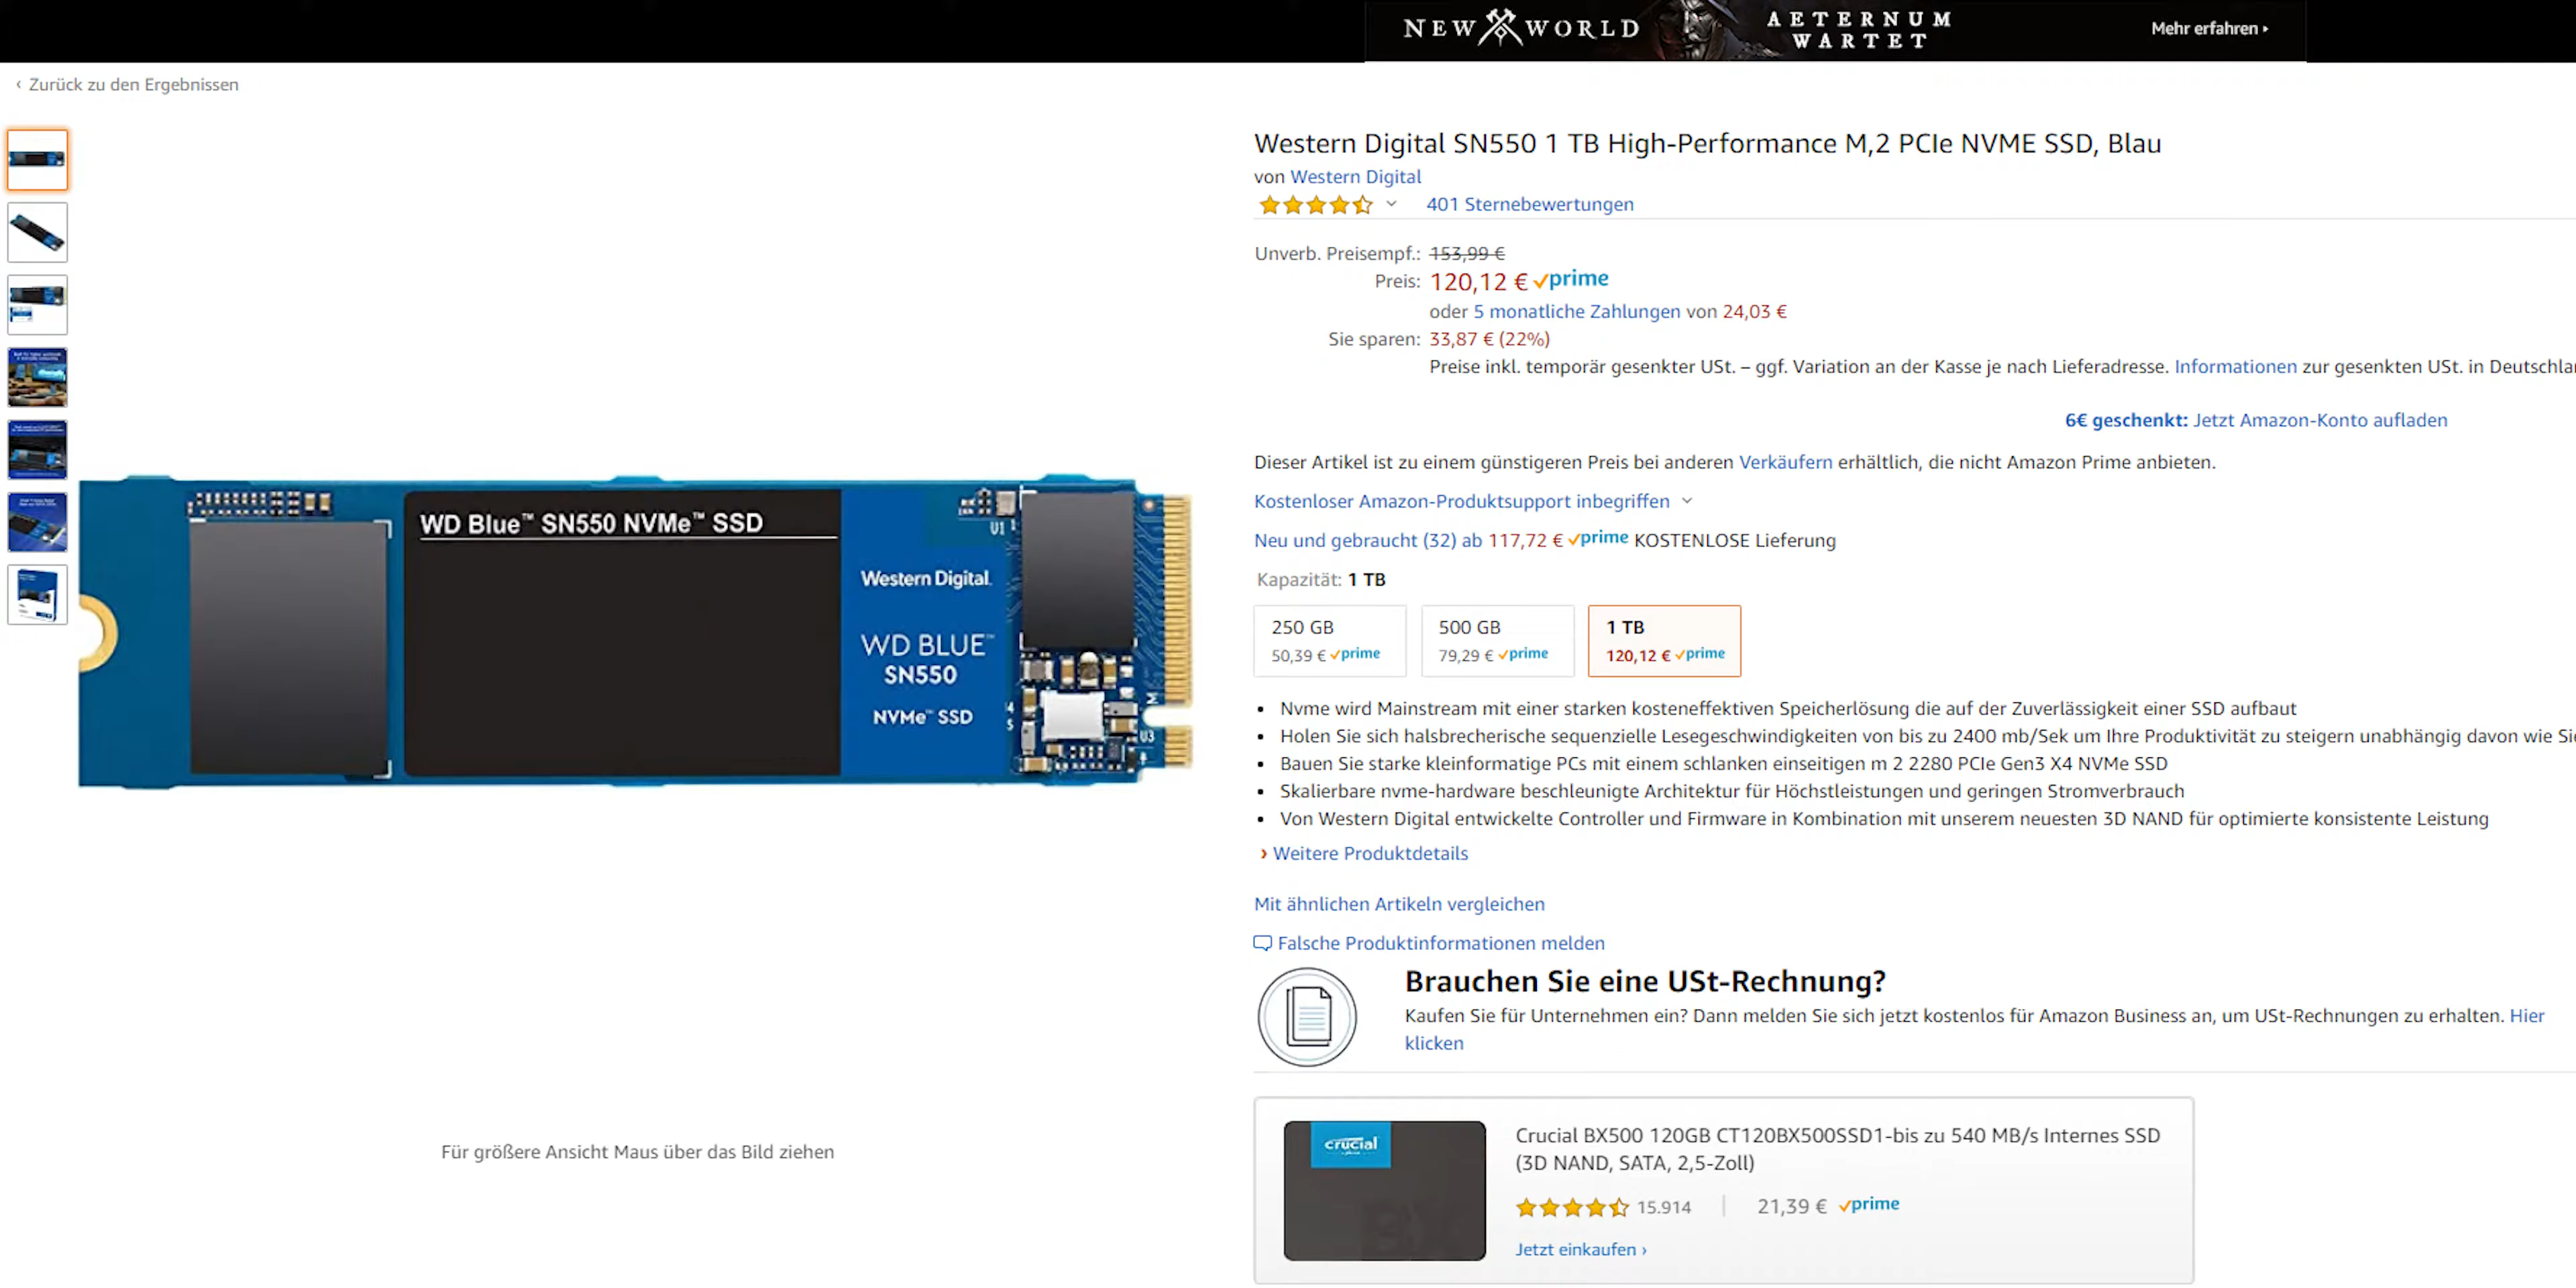 NEW WORLD
AETERNUM
WARTET
Mehr erfahren ▸
‹ Zurück zu den Ergebnissen
Western Digital SN550 1 TB High-Performance M,2 PCIe NVME SSD, Blau
von Western Digital
401 Sternebewertungen
Unverb. Preisempf.: 153,99 €
Preis: 120,12 € prime
oder 5 monatliche Zahlungen von 24,03 €
Sie sparen: 33,87 € (22%)
Preise inkl. temporär gesenkter USt. – ggf. Variation an der Kasse je nach Lieferadresse. Informationen zur gesenkten USt. in
6€ geschenkt: Jetzt Amazon-Konto aufladen
Dieser Artikel ist zu einem günstigeren Preis bei anderen Verkäufern erhältlich, die nicht Amazon Prime anbieten.
Kostenloser Amazon-Produktsupport inbegriffen
Neu und gebraucht (32) ab 117,72 € prime KOSTENLOSE Lieferung
Kapazität: 1 TB
250 GB
50,39 € prime
500 GB
79,29 € prime
1 TB
120,12 € prime
• Nvme wird Mainstream mit einer starken kosteneffektiven Speicherlösung die auf der Zuverlässigkeit einer SSD aufbaut
• Holen Sie sich halsbrecherische sequenzielle Lesegeschwindigkeiten von bis zu 2400 mb/Sek um Ihre Produktivität zu steigern unabhängig davon wie
• Bauen Sie starke kleinformatige PCs mit einem schlanken einseitigen m 2 2280 PCIe Gen3 X4 NVMe SSD
• Skalierbare nvme-hardware beschleunigte Architektur für Höchstleistungen und geringen Stromverbrauch
• Von Western Digital entwickelte Controller und Firmware in Kombination mit unserem neuesten 3D NAND für optimierte konsistente Leistung
› Weitere Produktdetails
Mit ähnlichen Artikeln vergleichen
Falsche Produktinformationen melden
Brauchen Sie eine USt-Rechnung?
Kaufen Sie für Unternehmen ein? Dann melden Sie sich jetzt kostenlos für Amazon Business an, um USt-Rechnungen zu erhalten. Hier
klicken
crucial
Crucial BX500 120GB CT120BX500SSD1-bis zu 540 MB/s Internes SSD
(3D NAND, SATA, 2,5-Zoll)
15.914 | 21,39 € prime
Jetzt einkaufen ›
WD Blue™ SN550 NVMe™ SSD
Western Digital.
WD BLUE™
SN550
NVMe™ SSD
U1
M
U3
Für größere Ansicht Maus über das Bild ziehen